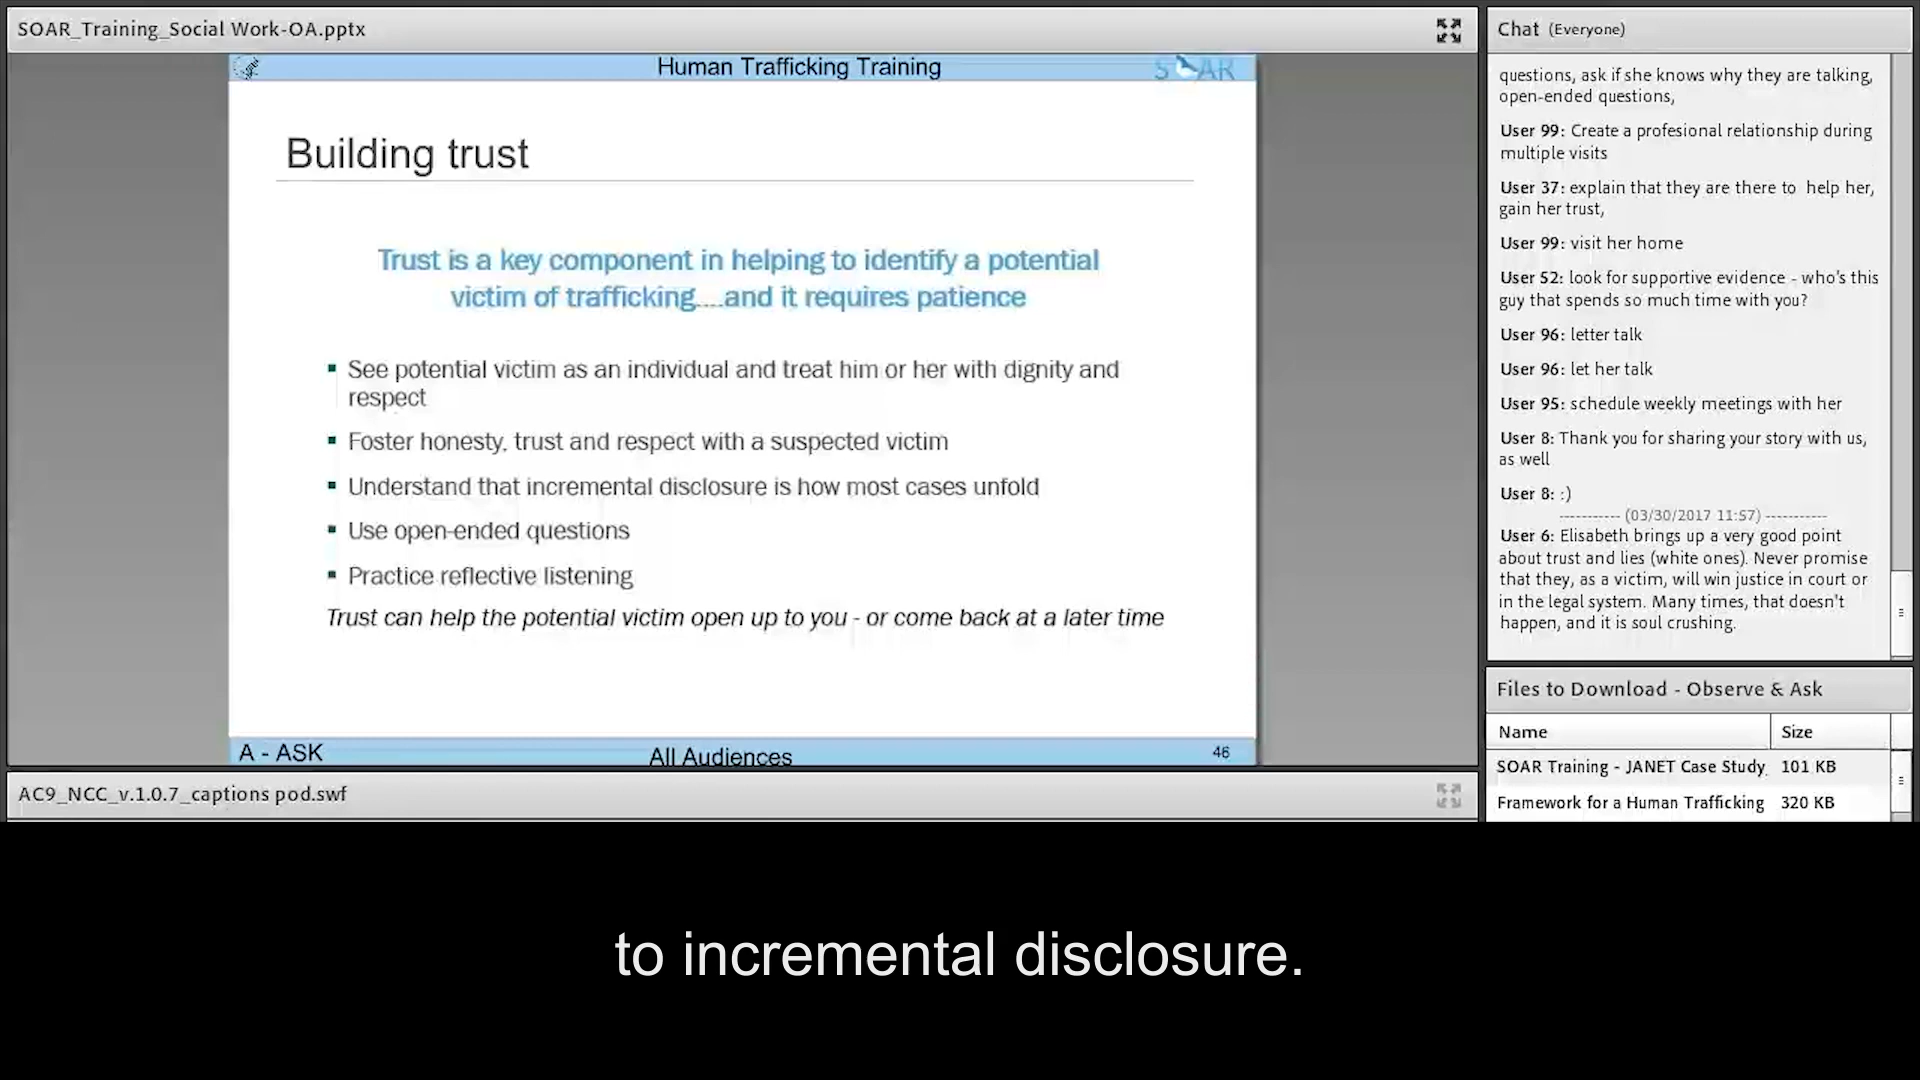 SOAR_Training_Social Work-OA.pptx
Human Trafficking Training
SOAR
Building trust
Trust is a key component in helping to identify a potential
victim of trafficking....and it requires patience
▪ See potential victim as an individual and treat him or her with dignity and
respect
▪ Foster honesty, trust and respect with a suspected victim
▪ Understand that incremental disclosure is how most cases unfold
▪ Use open-ended questions
▪ Practice reflective listening
Trust can help the potential victim open up to you - or come back at a later time
A - ASK
All Audiences
46
AC9_NCC_v.1.0.7_captions pod.swf
to incremental disclosure.
Chat (Everyone)
questions, ask if she knows why they are talking,
open-ended questions,
User 99: Create a profesional relationship during
multiple visits
User 37: explain that they are there to  help her,
gain her trust,
User 99: visit her home
User 52: look for supportive evidence - who's this
guy that spends so much time with you?
User 96: letter talk
User 96: let her talk
User 95: schedule weekly meetings with her
User 8: Thank you for sharing your story with us,
as well
User 8: :)
----------- (03/30/2017 11:57) -----------
User 6: Elisabeth brings up a very good point
about trust and lies (white ones). Never promise
that they, as a victim, will win justice in court or
in the legal system. Many times, that doesn't
happen, and it is soul crushing.
Files to Download - Observe & Ask
Name Size
SOAR Training - JANET Case Study 101 KB
Framework for a Human Trafficking 320 KB